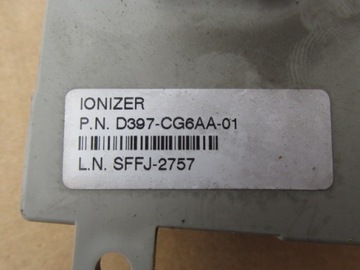 IONIZER
P.N. D397-CG6AA-01
L.N. SFFJ-2757